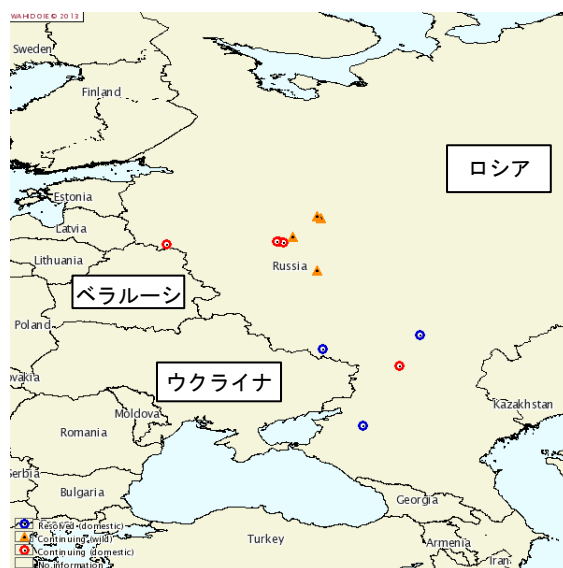 WAHID OIE © 2013
Sweden
Finland
ロシア
Estonia
Latvia
Lithuania
Russia
ベラルーシ
Poland
ウクライナ
ovakia
Kazakhstan
Moldova
Romania
Serbia
Bulgaria
Georgia
Turkey
Armenia
Iran
Resolved (domestic)
Continuing (wild)
Continuing (domestic)
No information